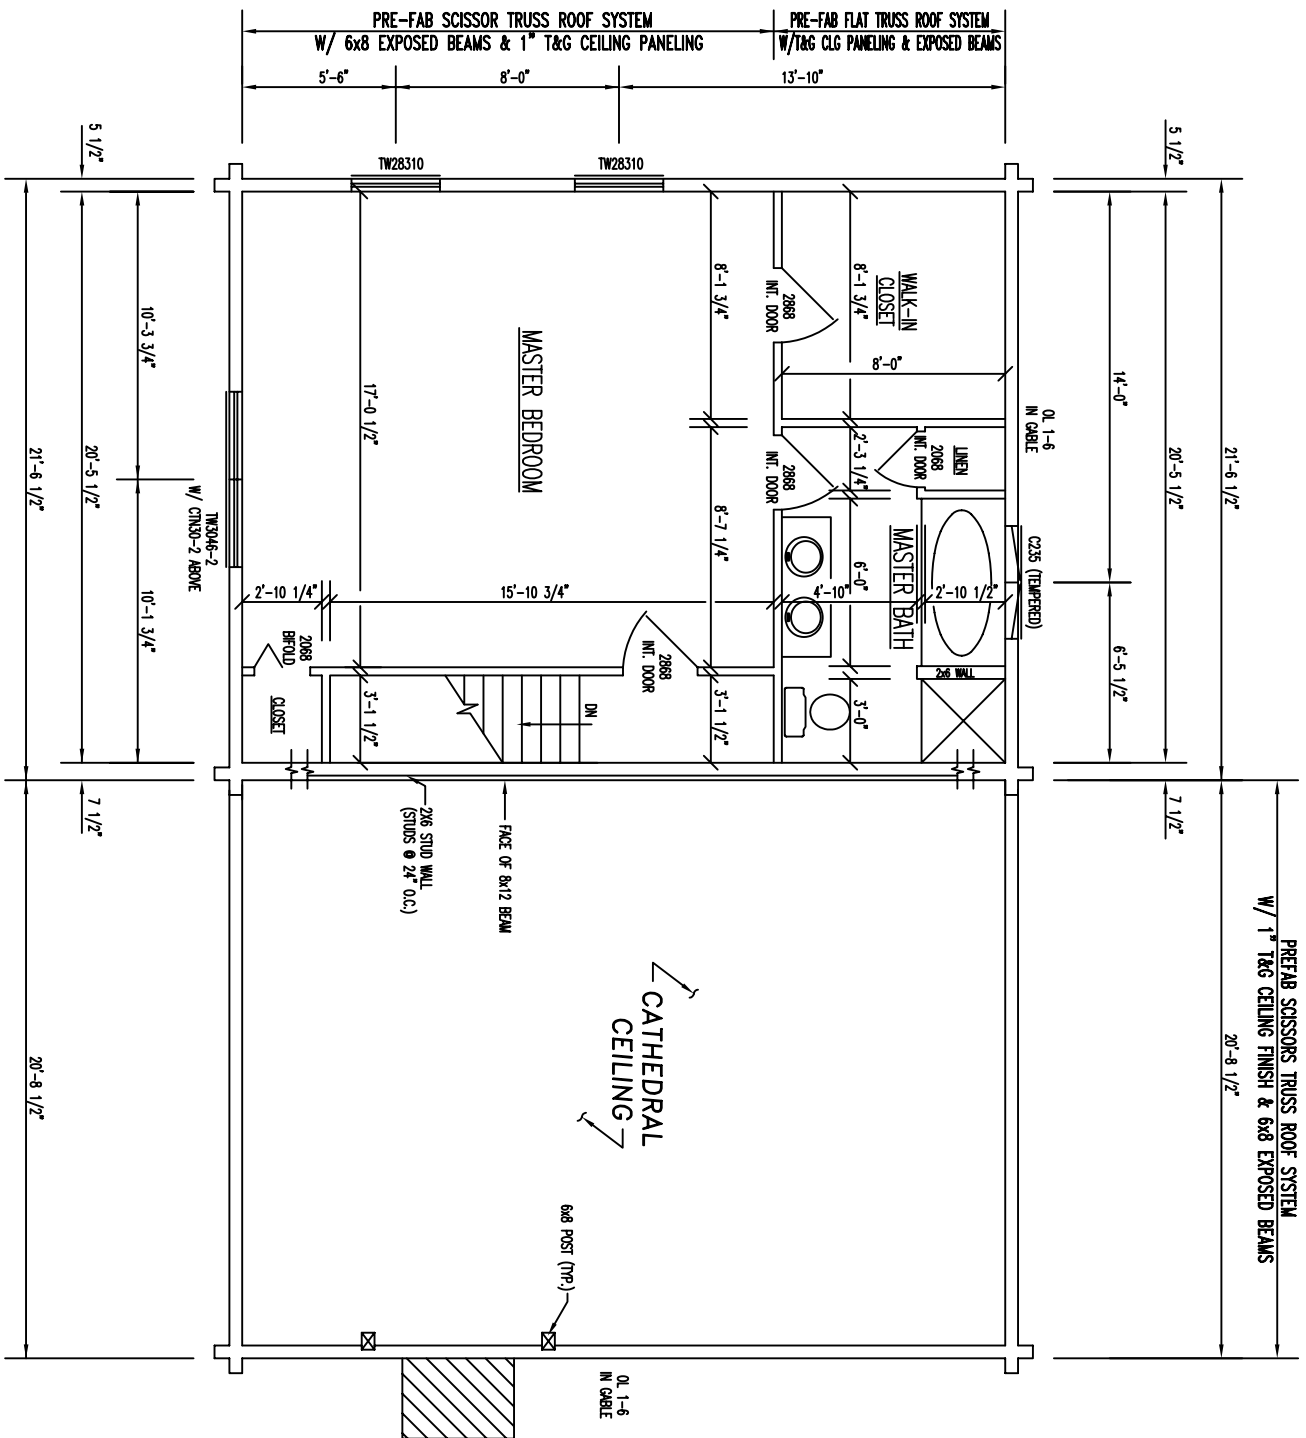 PRE-FAB SCISSOR TRUSS ROOF SYSTEM
W/ 6x8 EXPOSED BEAMS & 1" T&G CEILING PANELING
PRE-FAB FLAT TRUSS ROOF SYSTEM
W/T&G CLG PANELING & EXPOSED BEAMS
5'-6"
8'-0"
13'-10"
5 1/2"
5 1/2"
TW28310
TW28310
21'-6 1/2"
20'-5 1/2"
14'-0"
6'-5 1/2"
OL 1-6
IN GABLE
C235 (TEMPERED)
WALK-IN
CLOSET
8'-1 3/4"
8'-1 3/4"
2868
INT. DOOR
8'-0"
LINEN
2068
INT. DOOR
2'-3 1/4"
2868
INT. DOOR
MASTER BATH
6'-0"
8'-7 1/4"
4'-10"
2'-10 1/2"
2x6 WALL
3'-0"
MASTER BEDROOM
17'-0 1/2"
15'-10 3/4"
2'-10 1/4"
2868
INT. DOOR
3'-1 1/2"
3'-1 1/2"
DN
2068
BIFOLD
CLOSET
10'-3 3/4"
10'-1 3/4"
20'-5 1/2"
21'-6 1/2"
TW3046-2
W/ CTN30-2 ABOVE
7 1/2"
7 1/2"
2X6 STUD WALL
(STUDS @ 24" O.C.)
FACE OF 8x12 BEAM
CATHEDRAL
CEILING
6x8 POST (TYP.)
PREFAB SCISSORS TRUSS ROOF SYSTEM
W/ 1" T&G CEILING FINISH & 6x8 EXPOSED BEAMS
20'-8 1/2"
20'-8 1/2"
OL 1-6
IN GABLE